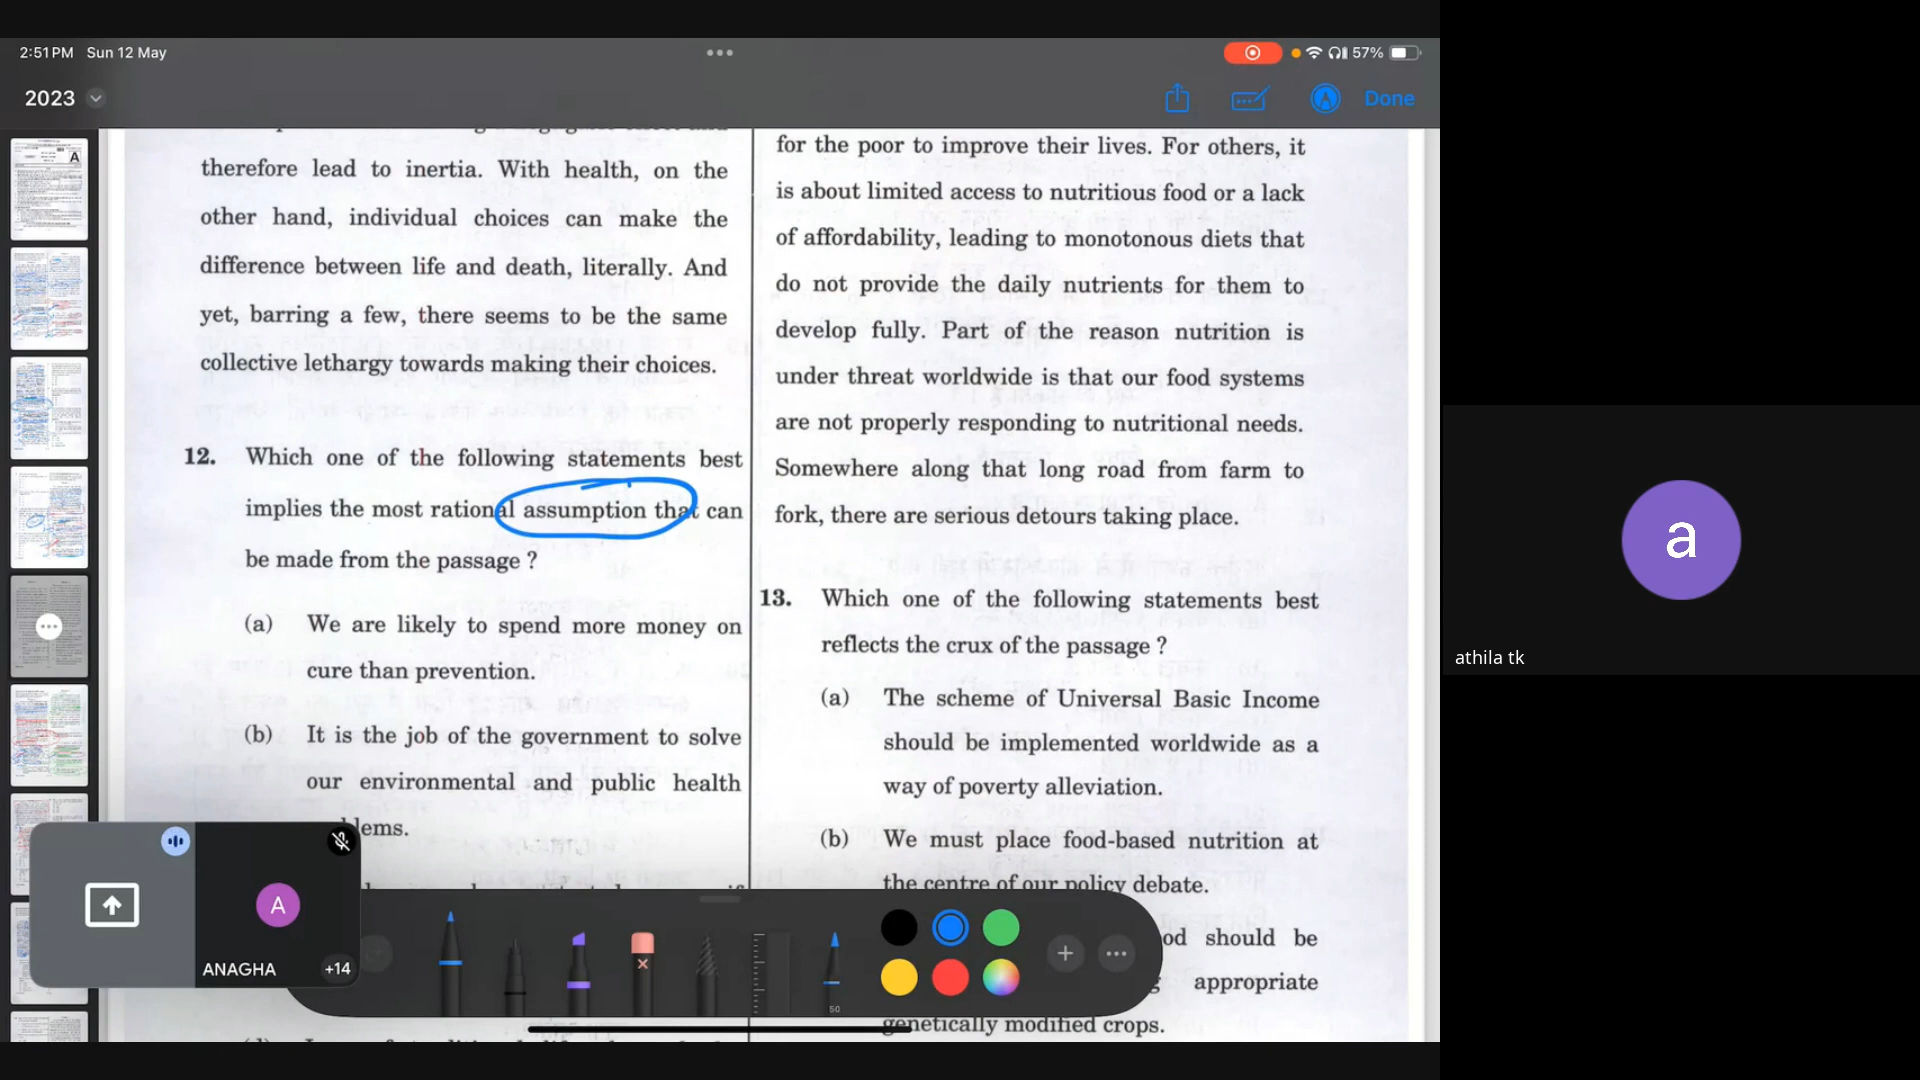 2:51 PM Sun 12 May
57%
2023
Done
therefore lead to inertia. With health, on the
other hand, individual choices can make the
difference between life and death, literally. And
yet, barring a few, there seems to be the same
collective lethargy towards making their choices.
12. Which one of the following statements best
implies the most rational assumption that can
be made from the passage ?
(a) We are likely to spend more money on
cure than prevention.
(b) It is the job of the government to solve
our environmental and public health
lems.
for the poor to improve their lives. For others, it
is about limited access to nutritious food or a lack
of affordability, leading to monotonous diets that
do not provide the daily nutrients for them to
develop fully. Part of the reason nutrition is
under threat worldwide is that our food systems
are not properly responding to nutritional needs.
Somewhere along that long road from farm to
fork, there are serious detours taking place.
13. Which one of the following statements best
reflects the crux of the passage ?
(a) The scheme of Universal Basic Income
should be implemented worldwide as a
way of poverty alleviation.
(b) We must place food-based nutrition at
the centre of our policy debate.
od should be
appropriate
genetically modified crops.
A
ANAGHA
+14
50
a
athila tk